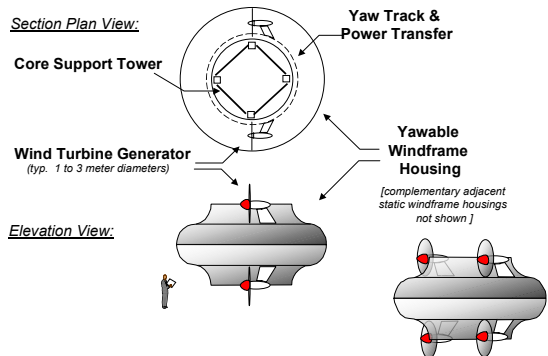 Section Plan View:
Yaw Track &
Power Transfer
Core Support Tower
Wind Turbine Generator
(typ. 1 to 3 meter diameters)
Yawable
Windframe
Housing
[complementary adjacent
static windframe housings
not shown ]
Elevation View: